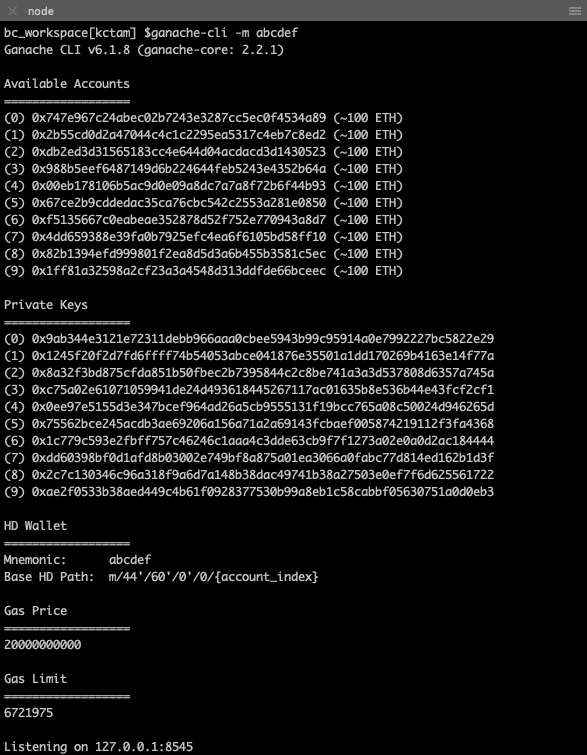 node
bc_workspace[kctam] $ganache-cli -m abcdef
Ganache CLI v6.1.8 (ganache-core: 2.2.1)
Available Accounts
==================
(0) 0x747e967c24abec02b7243e3287cc5ec0f4534a89 (~100 ETH)
(1) 0x2b55cd0d2a47044c4c1c2295ea5317c4eb7c8ed2 (~100 ETH)
(2) 0xdb2ed3d31565183cc4e644d04acdacd3d1430523 (~100 ETH)
(3) 0x988b5eef6487149d6b224644feb5243e4352b64a (~100 ETH)
(4) 0x00eb178106b5ac9d0e09a8dc7a7a8f72b6f44b93 (~100 ETH)
(5) 0x67ce2b9cddedac35ca76cbc542c2553a281e0850 (~100 ETH)
(6) 0xf5135667c0eabeae352878d52f752e770943a8d7 (~100 ETH)
(7) 0x4dd659388e39fa0b7925efc4ea6f6105bd58ff10 (~100 ETH)
(8) 0x82b1394efd999801f2ea8d5d3a6b455b3581c5ec (~100 ETH)
(9) 0x1ff81a32598a2cf23a3a4548d313ddfde66bceec (~100 ETH)
Private Keys
==================
(0) 0x9ab344e3121e72311debb966aaa0cbee5943b99c95914a0e7992227bc5822e29
(1) 0x1245f20f2d7fd6ffff74b54053abce041876e35501a1dd170269b4163e14f77a
(2) 0x8a32f3bd875cfda851b50fbec2b7395844c2c8be741a3a3d537808d6357a745a
(3) 0xc75a02e61071059941de24d493618445267117ac01635b8e536b44e43fcf2cf1
(4) 0x0ee97e5155d3e347bcef964ad26a5cb9555131f19bcc765a08c50024d946265d
(5) 0x75562bce245acdb3ae69206a156a71a2a69143fcbaef005874219112f3fa4368
(6) 0x1c779c593e2fbff757c46246c1aaa4c3dde63cb9f7f1273a02e0a0d2ac184444
(7) 0xdd60398bf0d1afd8b03002e749bf8a875a01ea3066a0fabc77d814ed162b1d3f
(8) 0x2c7c130346c96a318f9a6d7a148b38dac49741b38a27503e0ef7f6d625561722
(9) 0xae2f0533b38aed449c4b61f0928377530b99a8eb1c58cabbf05630751a0d0eb3
HD Wallet
==================
Mnemonic:      abcdef
Base HD Path:  m/44'/60'/0'/0/{account_index}
Gas Price
==================
20000000000
Gas Limit
==================
6721975
Listening on 127.0.0.1:8545